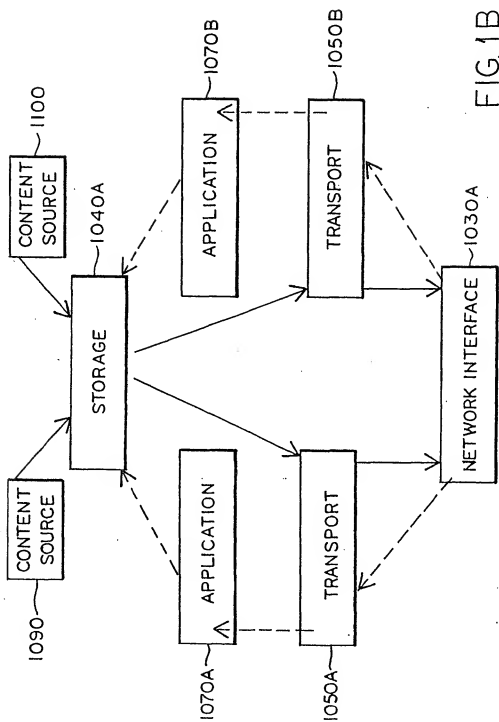 1090
CONTENT
SOURCE
CONTENT
SOURCE
1100
STORAGE
1040A
1070A
APPLICATION
APPLICATION
1070B
1050A
TRANSPORT
TRANSPORT
1050B
NETWORK INTERFACE
1030A
FIG. 1B